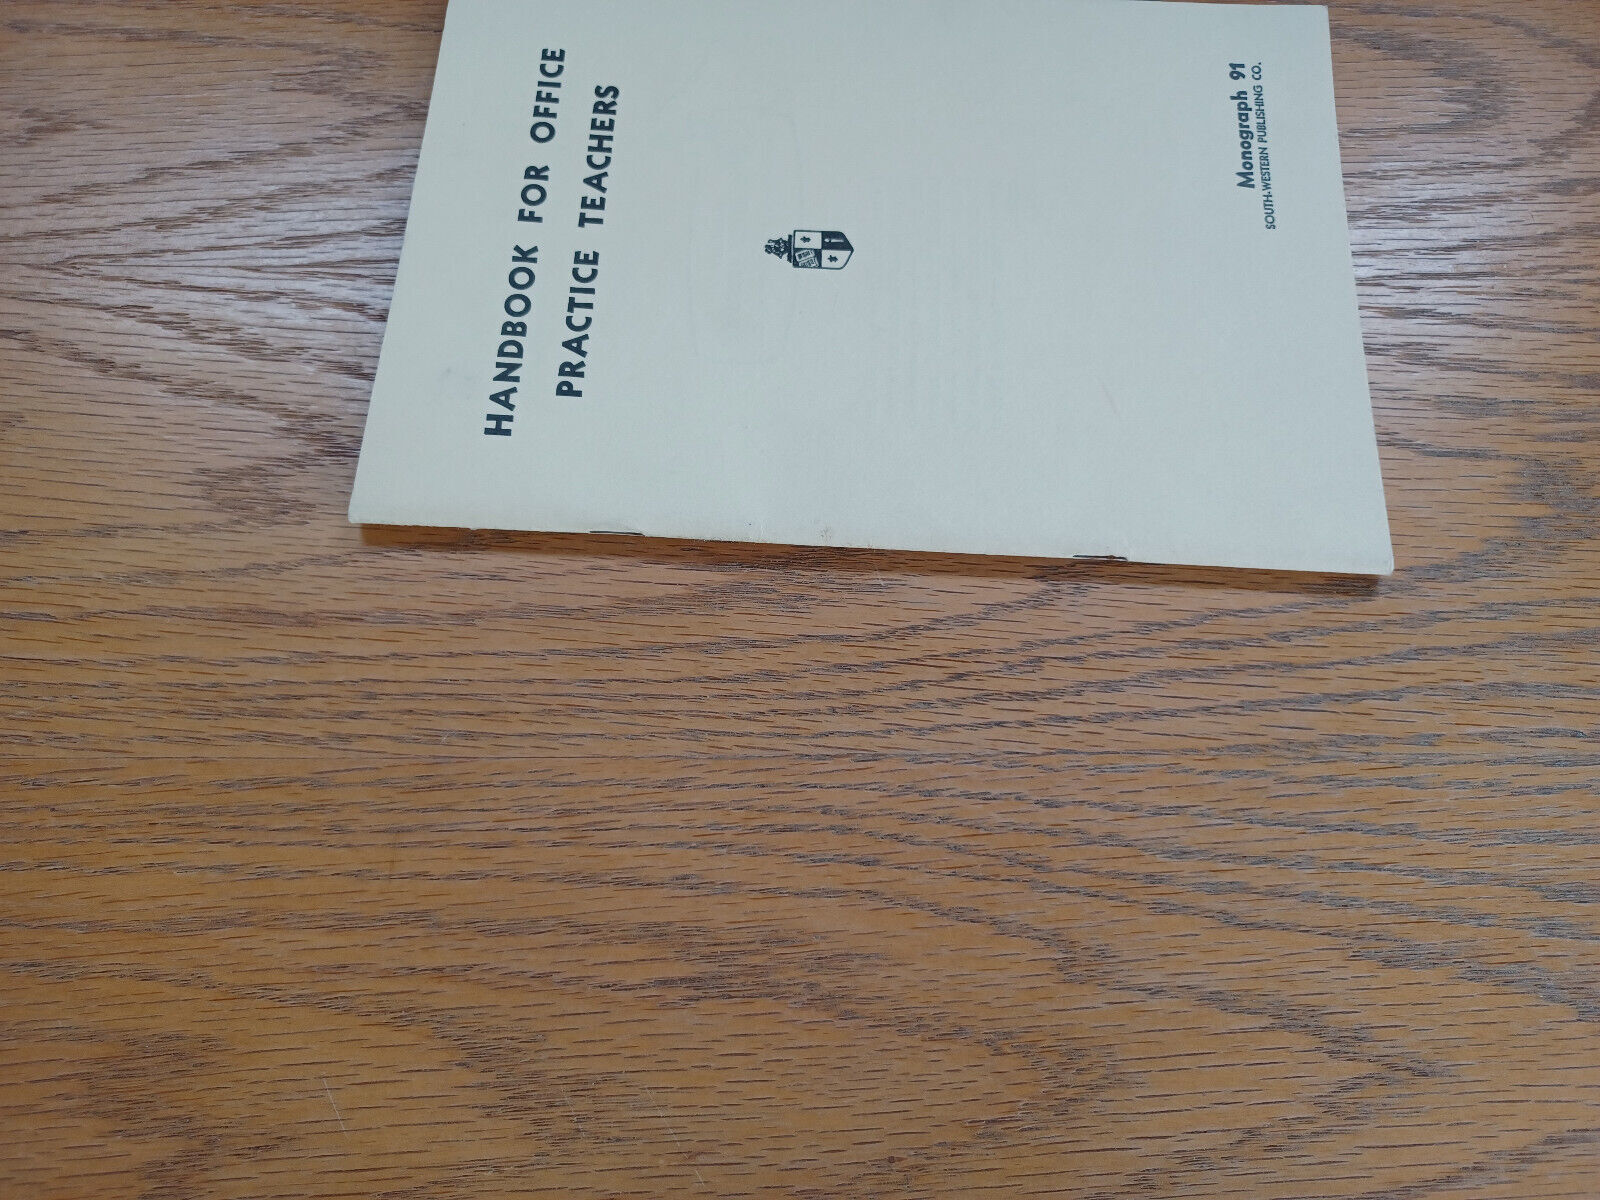 HANDBOOK FOR OFFICE
PRACTICE TEACHERS
Monograph 91
SOUTH-WESTERN PUBLISHING CO.